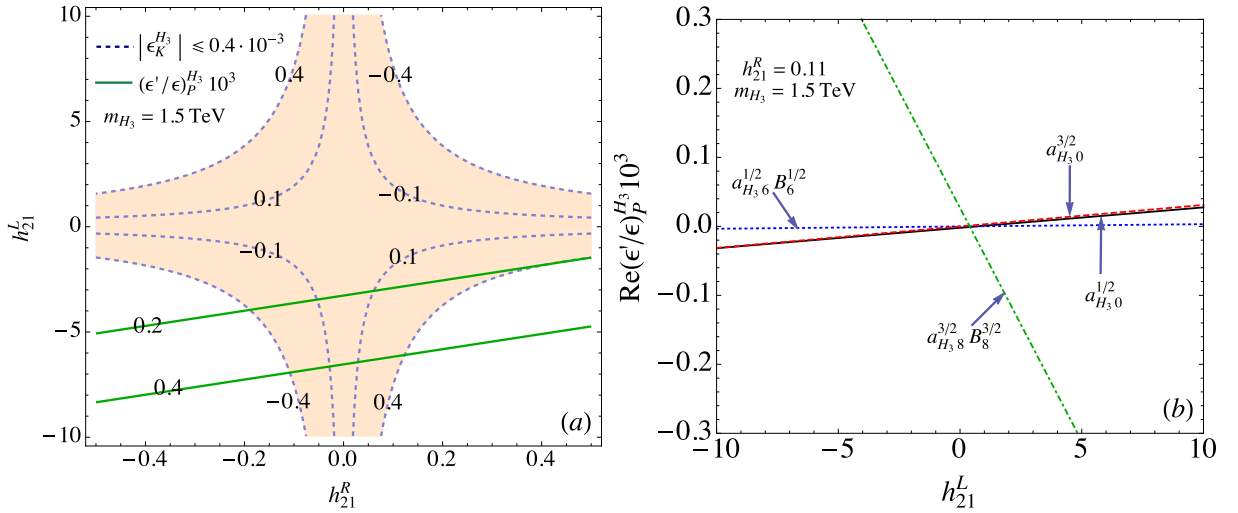 10
5
0
−5
−10
h_{21}^{L}
|ϵ_K^{H_3}| ⩽ 0.4 · 10^{−3}
(ϵ'/ϵ)_P^{H_3} 10^3
m_{H_3} = 1.5 TeV
0.4
−0.4
0.1
−0.1
−0.1
0.1
0.2
0.4
−0.4
0.4
(a)
−0.4
−0.2
0.0
0.2
0.4
h_{21}^{R}
0.3
0.2
0.1
0.0
−0.1
−0.2
−0.3
Re(ϵ'/ϵ)_P^{H_3} 10^3
h_{21}^{R} = 0.11
m_{H_3} = 1.5 TeV
a_{H_3 0}^{3/2}
a_{H_3 6}^{1/2} B_6^{1/2}
a_{H_3 0}^{1/2}
a_{H_3 8}^{3/2} B_8^{3/2}
(b)
−10
−5
0
5
10
h_{21}^{L}